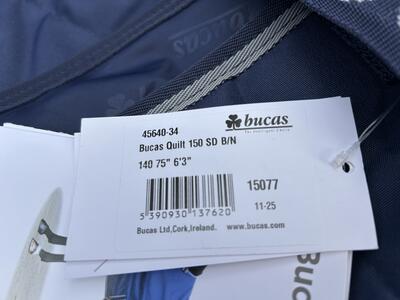 bucas
45640-34
bucas
Bucas Quilt 150 SD B/N
140 75" 6'3"
15077
5 390930 137620
11-25
Bucas Ltd,Cork,Ireland. www.bucas.com